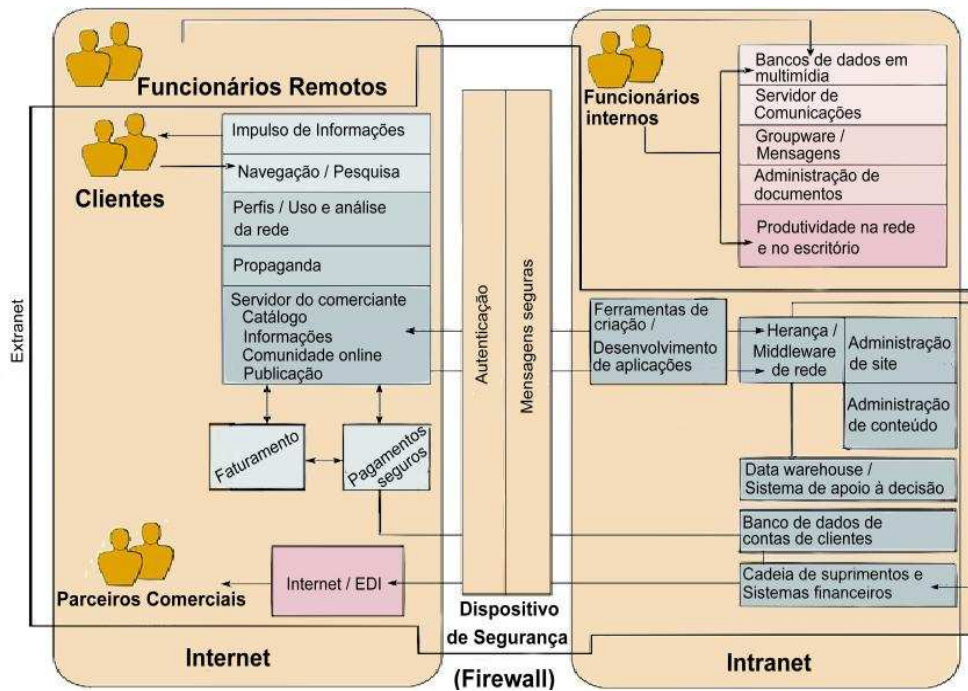 Funcionários Remotos
Clientes
Impulso de Informações
Navegação / Pesquisa
Perfis / Uso e análise
da rede
Propaganda
Servidor do comerciante
Catálogo
Informações
Comunidade online
Publicação
Faturamento
Pagamentos
seguros
Parceiros Comerciais
Internet / EDI
Internet
Extranet
Autenticação
Mensagens seguras
Dispositivo
de Segurança
(Firewall)
Funcionários
internos
Bancos de dados em
multimídia
Servidor de
Comunicações
Groupware /
Mensagens
Administração de
documentos
Produtividade na rede
e no escritório
Ferramentas de
criação /
Desenvolvimento
de aplicações
Herança /
Middleware
de rede
Administração
de site
Administração
de conteúdo
Data warehouse /
Sistema de apoio à decisão
Banco de dados de
contas de clientes
Cadeia de suprimentos e
Sistemas financeiros
Intranet